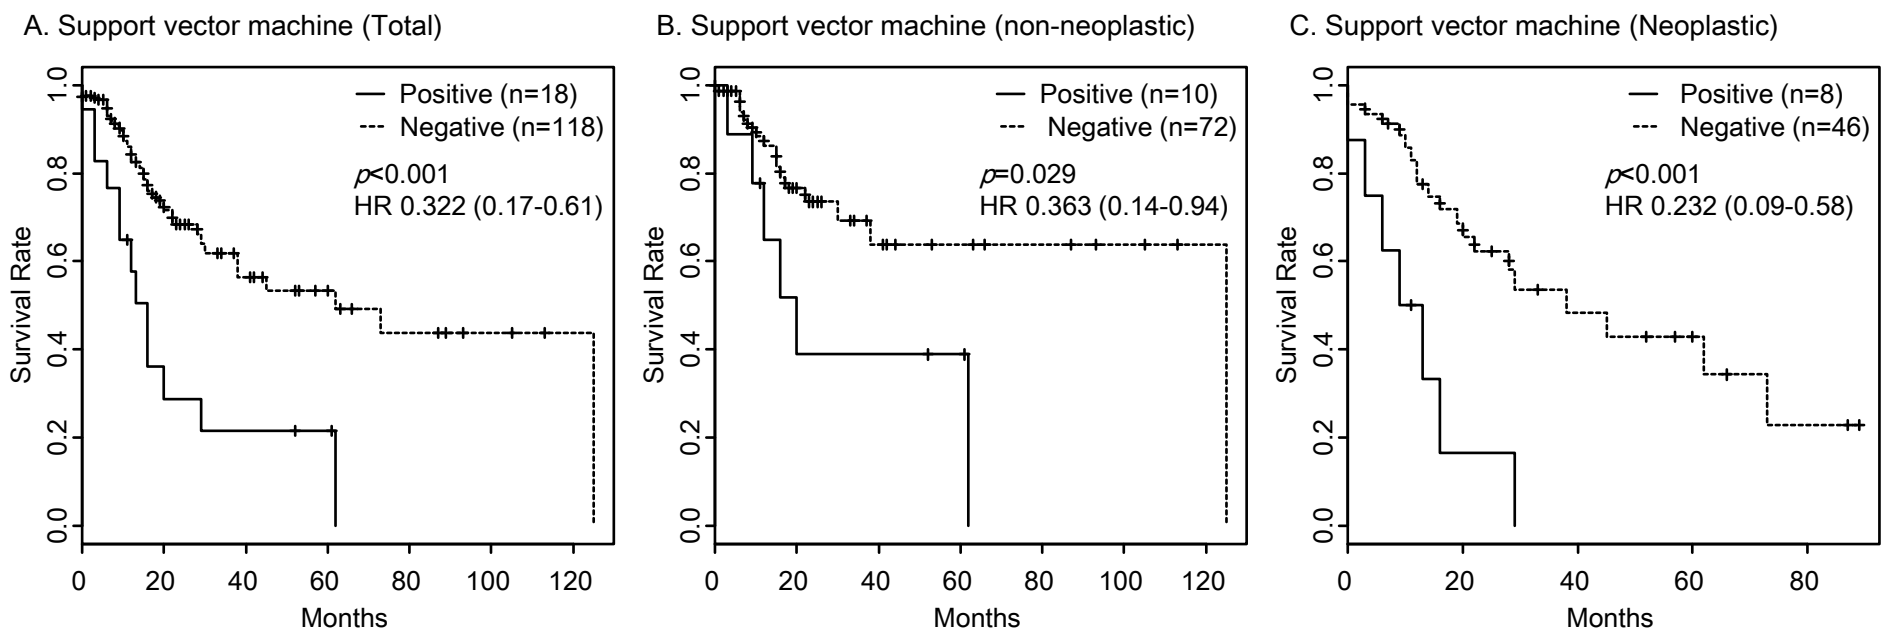 A. Support vector machine (Total)
Positive (n=18)
Negative (n=118)
p<0.001
HR 0.322 (0.17-0.61)
Survival Rate
1.0
0.8
0.6
0.4
0.2
0.0
0 20 40 60 80 100 120
Months
B. Support vector machine (non-neoplastic)
Positive (n=10)
Negative (n=72)
p=0.029
HR 0.363 (0.14-0.94)
Survival Rate
1.0
0.8
0.6
0.4
0.2
0.0
0 20 40 60 80 100 120
Months
C. Support vector machine (Neoplastic)
Positive (n=8)
Negative (n=46)
p<0.001
HR 0.232 (0.09-0.58)
Survival Rate
1.0
0.8
0.6
0.4
0.2
0.0
0 20 40 60 80
Months